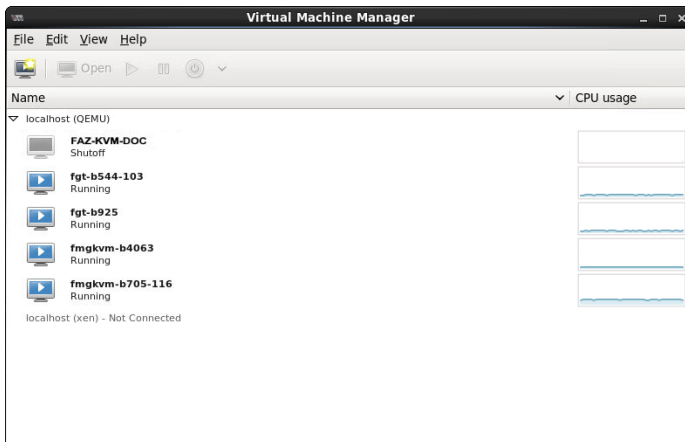 Virtual Machine Manager
File Edit View Help
Open
Name CPU usage
localhost (QEMU)
FAZ-KVM-DOC
Shutoff
fgt-b544-103
Running
fgt-b925
Running
fmgkvm-b4063
Running
fmgkvm-b705-116
Running
localhost (xen) - Not Connected